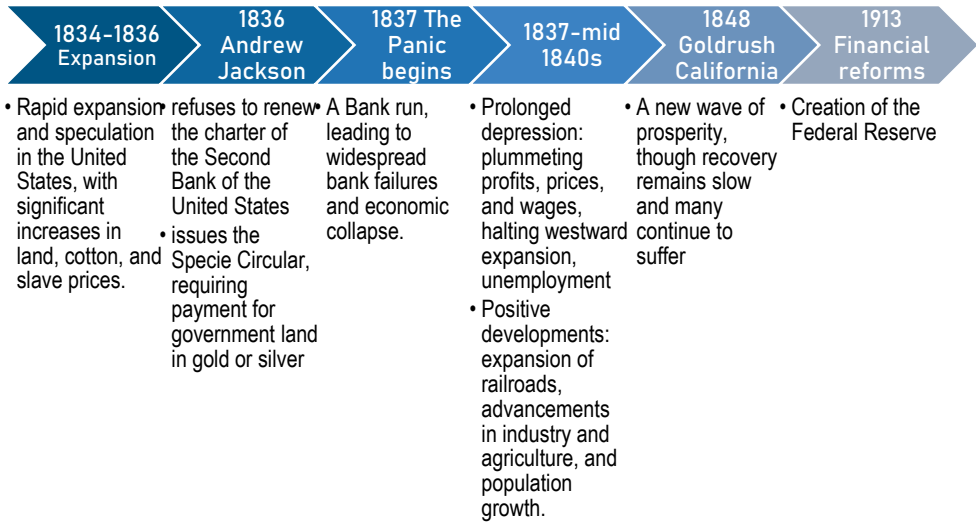 1834-1836
Expansion
• Rapid expansion
and speculation
in the United
States, with
significant
increases in
land, cotton, and
slave prices.
1836
Andrew
Jackson
• refuses to renew
the charter of
the Second
Bank of the
United States
• issues the
Specie Circular,
requiring
payment for
government land
in gold or silver
1837 The
Panic
begins
• A Bank run,
leading to
widespread
bank failures
and economic
collapse.
1837-mid
1840s
• Prolonged
depression:
plummeting
profits, prices,
and wages,
halting westward
expansion,
unemployment
• Positive
developments:
expansion of
railroads,
advancements
in industry and
agriculture, and
population
growth.
1848
Goldrush
California
• A new wave of
prosperity,
though recovery
remains slow
and many
continue to
suffer
1913
Financial
reforms
• Creation of the
Federal Reserve